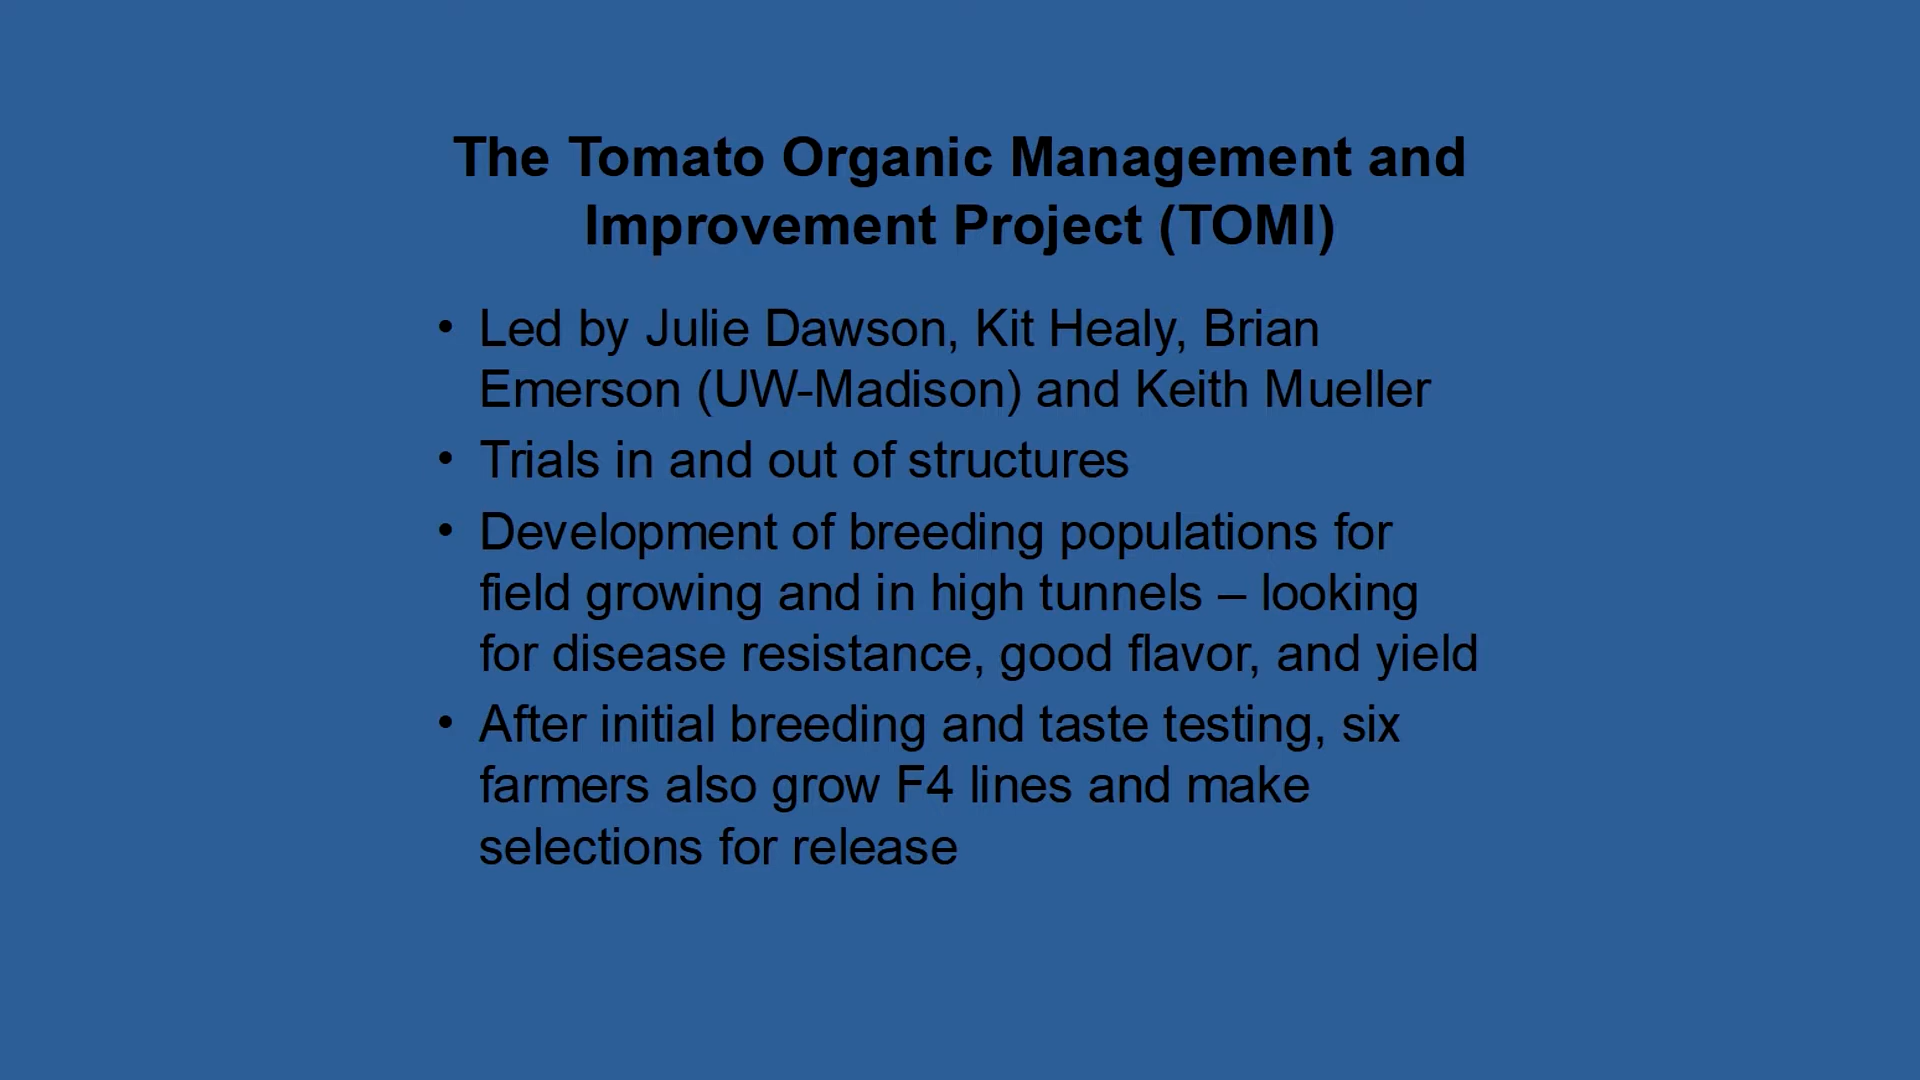 The Tomato Organic Management and
Improvement Project (TOMI)
• Led by Julie Dawson, Kit Healy, Brian
Emerson (UW-Madison) and Keith Mueller
• Trials in and out of structures
• Development of breeding populations for
field growing and in high tunnels – looking
for disease resistance, good flavor, and yield
• After initial breeding and taste testing, six
farmers also grow F4 lines and make
selections for release